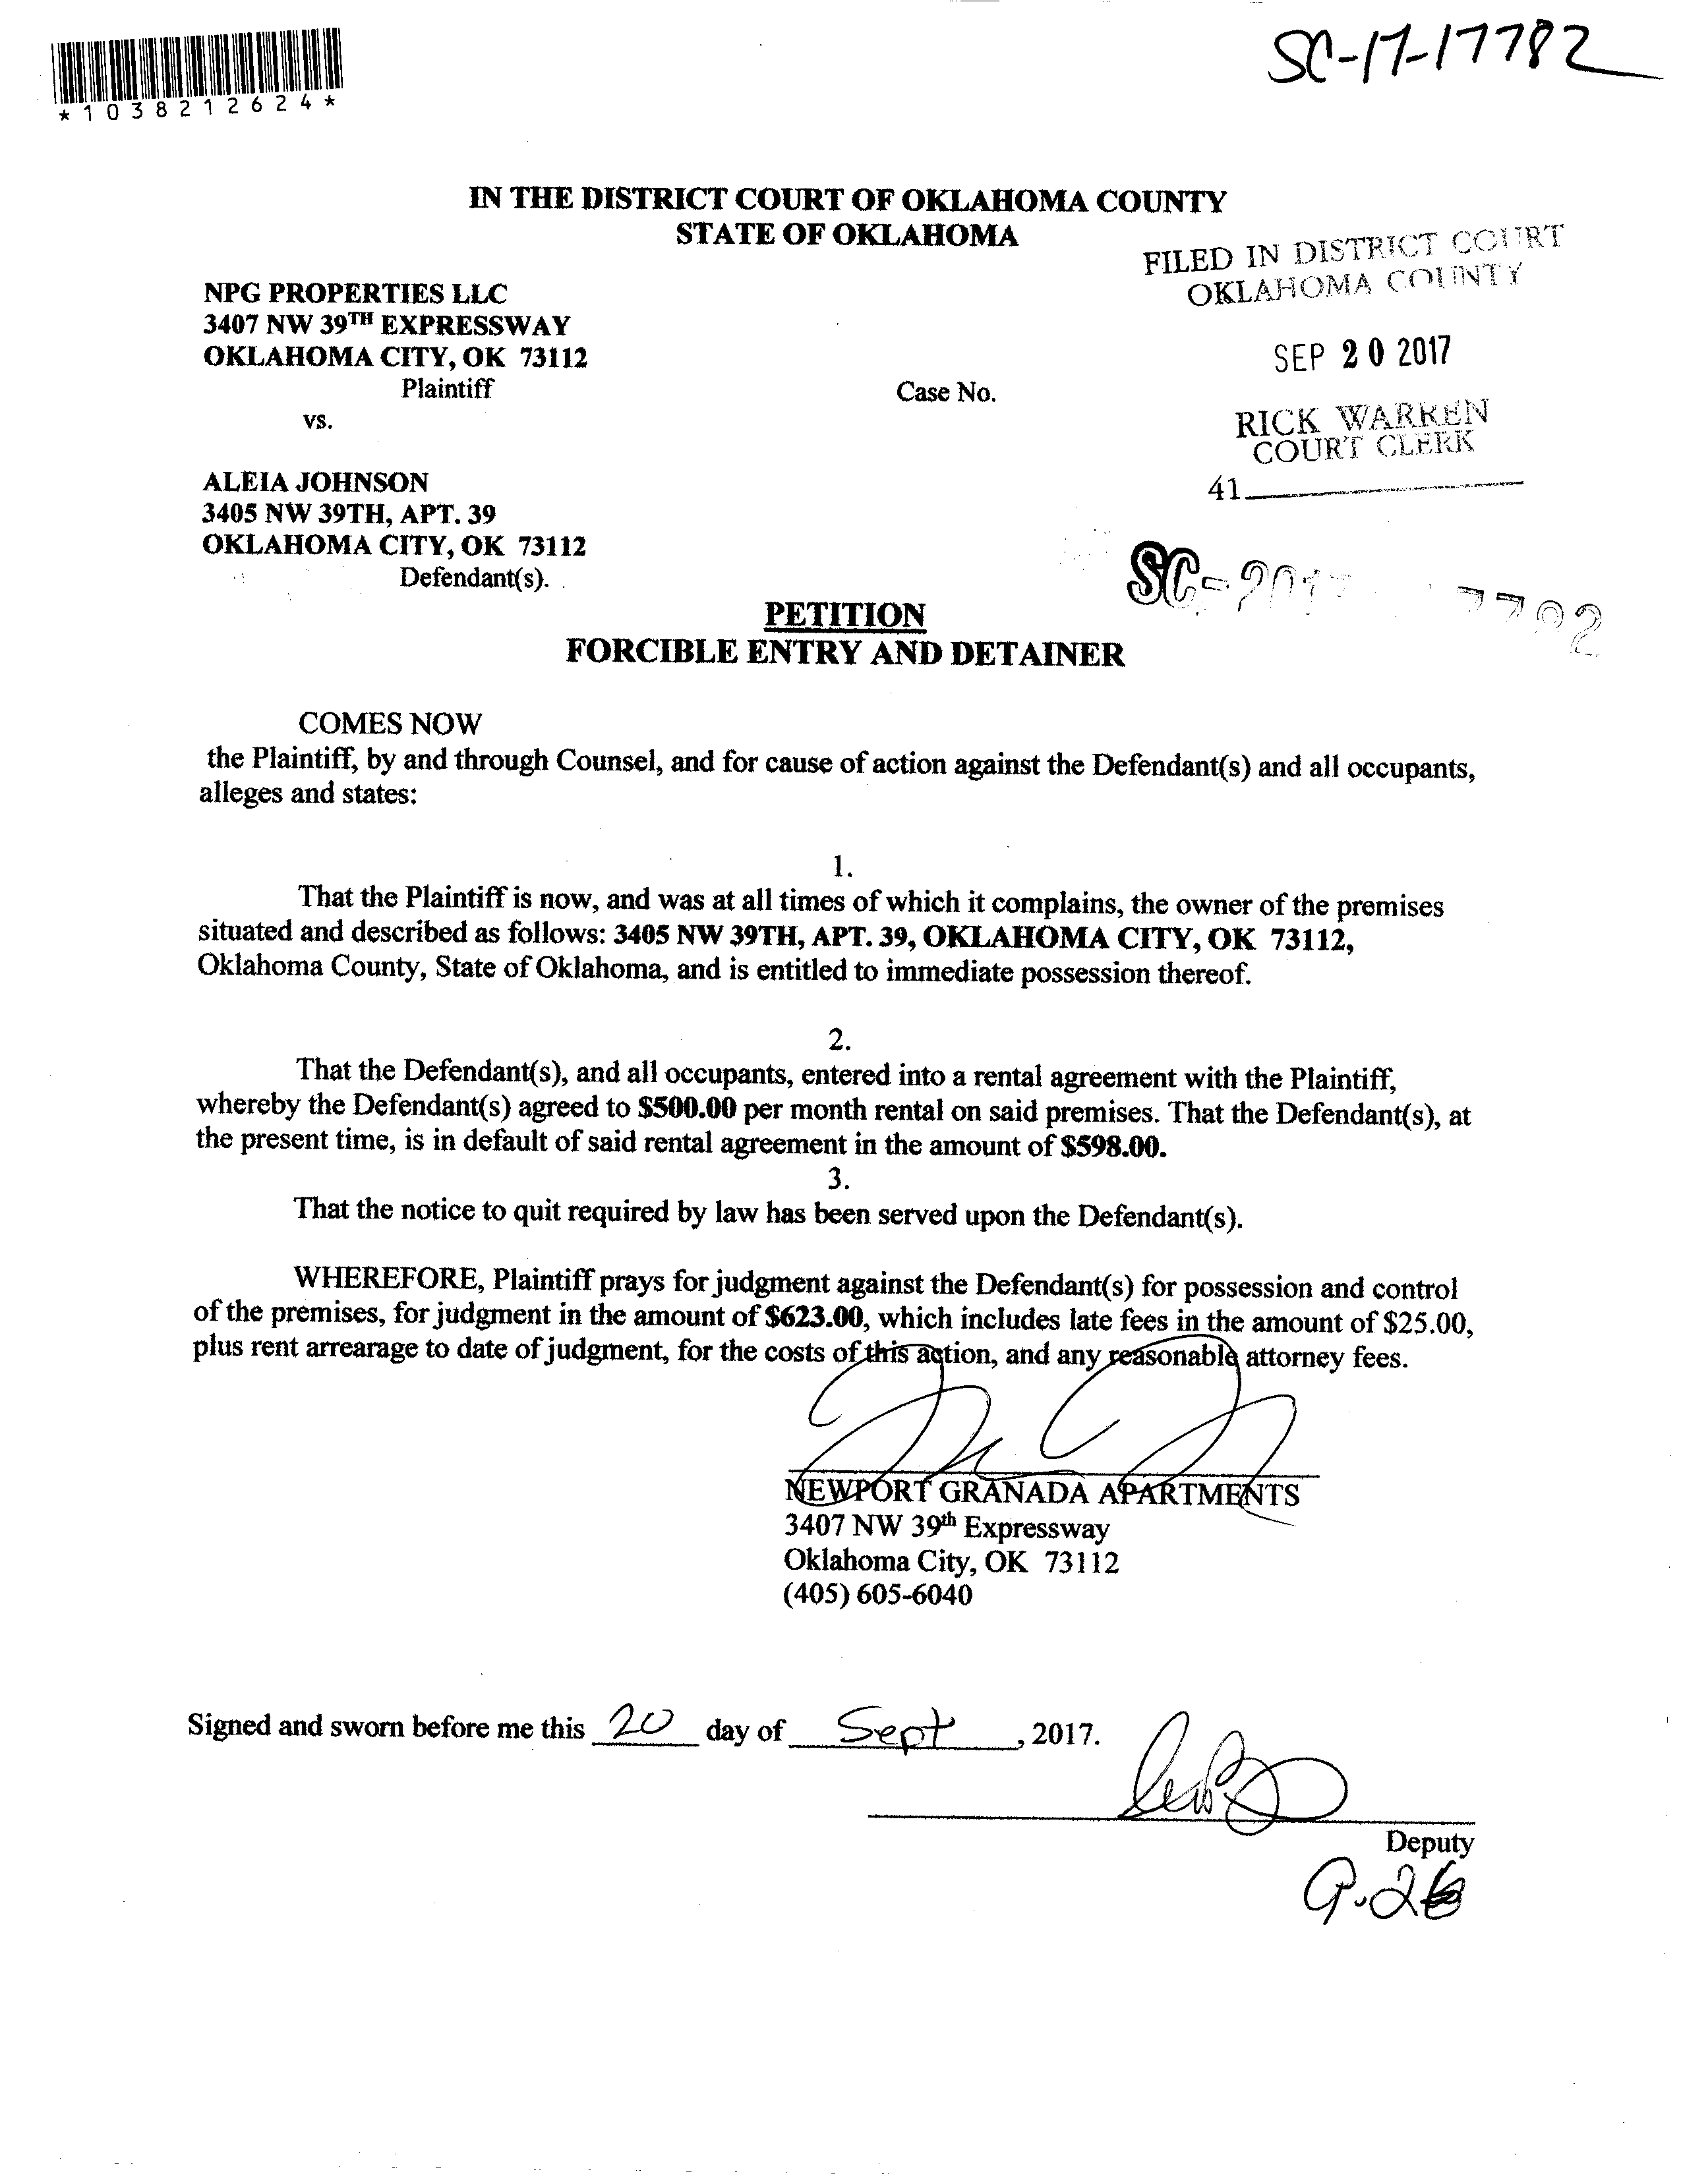 *1038212624*
SC-17-17782
IN THE DISTRICT COURT OF OKLAHOMA COUNTY
STATE OF OKLAHOMA
FILED IN DISTRICT COURT
OKLAHOMA COUNTY
NPG PROPERTIES LLC
3407 NW 39TH EXPRESSWAY
OKLAHOMA CITY, OK 73112
SEP 20 2017
Plaintiff
Case No.
vs.
RICK WARREN
COURT CLERK
41
ALEIA JOHNSON
3405 NW 39TH, APT. 39
OKLAHOMA CITY, OK 73112
Defendant(s).
PETITION
FORCIBLE ENTRY AND DETAINER
COMES NOW
the Plaintiff, by and through Counsel, and for cause of action against the Defendant(s) and all occupants,
alleges and states:
1.
That the Plaintiff is now, and was at all times of which it complains, the owner of the premises
situated and described as follows: 3405 NW 39TH, APT. 39, OKLAHOMA CITY, OK 73112,
Oklahoma County, State of Oklahoma, and is entitled to immediate possession thereof.
2.
That the Defendant(s), and all occupants, entered into a rental agreement with the Plaintiff,
whereby the Defendant(s) agreed to $500.00 per month rental on said premises. That the Defendant(s), at
the present time, is in default of said rental agreement in the amount of $598.00.
3.
That the notice to quit required by law has been served upon the Defendant(s).
WHEREFORE, Plaintiff prays for judgment against the Defendant(s) for possession and control
of the premises, for judgment in the amount of $623.00, which includes late fees in the amount of $25.00,
plus rent arrearage to date of judgment, for the costs of this action, and any reasonable attorney fees.
NEWPORT GRANADA APARTMENTS
3407 NW 39th Expressway
Oklahoma City, OK 73112
(405) 605-6040
Signed and sworn before me this 20 day of Sept, 2017.
Deputy